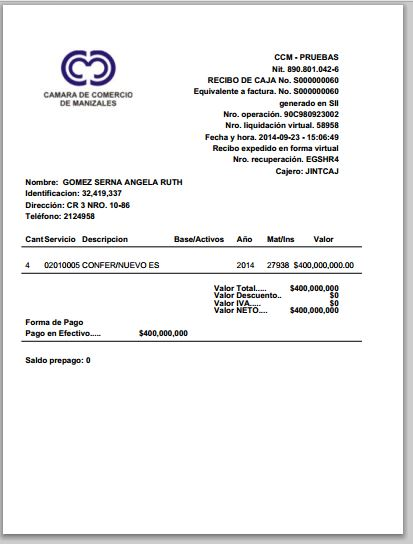 CAMARA DE COMERCIO
DE MANIZALES
CCM - PRUEBAS
Nit. 890.801.042-6
RECIBO DE CAJA No. S000000060
Equivalente a factura. No. S000000060
generado en SII
Nro. operación. 90C980923002
Nro. liquidación virtual. 58958
Fecha y hora. 2014-09-23 - 15:06:49
Recibo expedido en forma virtual
Nro. recuperación. EGSHR4
Cajero: JINTCAJ
Nombre: GOMEZ SERNA ANGELA RUTH
Identificacion: 32,419,337
Dirección: CR 3 NRO. 10-86
Teléfono: 2124958
Cant Servicio Descripcion Base/Activos Año Mat/Ins Valor
4 02010005 CONFER/NUEVO ES 2014 27938 $400,000,000.00
Valor Total..... $400,000,000
Valor Descuento.. $0
Valor IVA.... $0
Valor NETO.... $400,000,000
Forma de Pago
Pago en Efectivo..... $400,000,000
Saldo prepago: 0